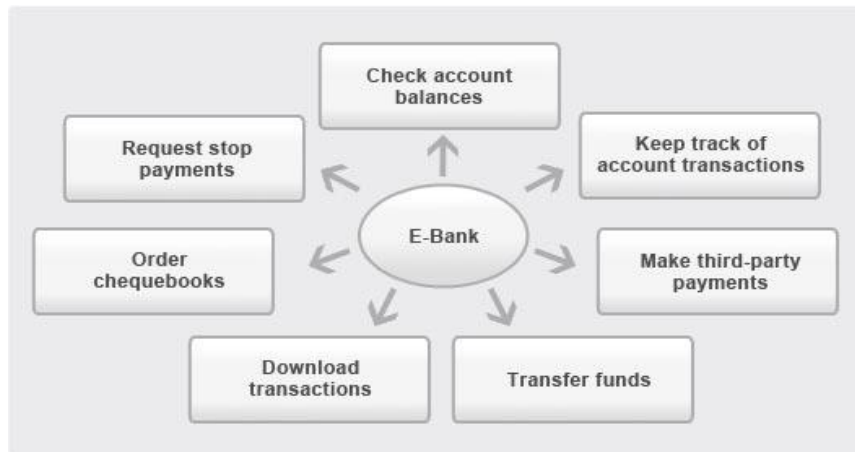 Check account
balances
Keep track of
account transactions
Request stop
payments
E-Bank
Order
chequebooks
Make third-party
payments
Download
transactions
Transfer funds